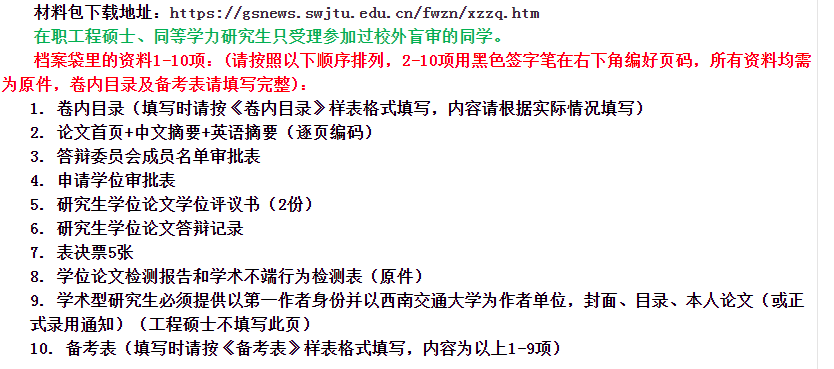 材料包下载地址：https://gsnews.swjtu.edu.cn/fwzn/xzzq.htm
在职工程硕士、同等学力研究生只受理参加过校外盲审的同学。
档案袋里的资料1-10项：(请按照以下顺序排列，2-10项用黑色签字笔在右下角编好页码，所有资料均需
为原件，卷内目录及备考表请填写完整)：
1. 卷内目录（填写时请按《卷内目录》样表格式填写，内容请根据实际情况填写）
2. 论文首页+中文摘要+英语摘要（逐页编码）
3. 答辩委员会成员名单审批表
4. 申请学位审批表
5. 研究生学位论文学位评议书（2份）
6. 研究生学位论文答辩记录
7. 表决票5张
8. 学位论文检测报告和学术不端行为检测表（原件）
9. 学术型研究生必须提供以第一作者身份并以西南交通大学为作者单位，封面、目录、本人论文（或正
式录用通知）（工程硕士不填写此页）
10. 备考表（填写时请按《备考表》样表格式填写，内容为以上1-9项）